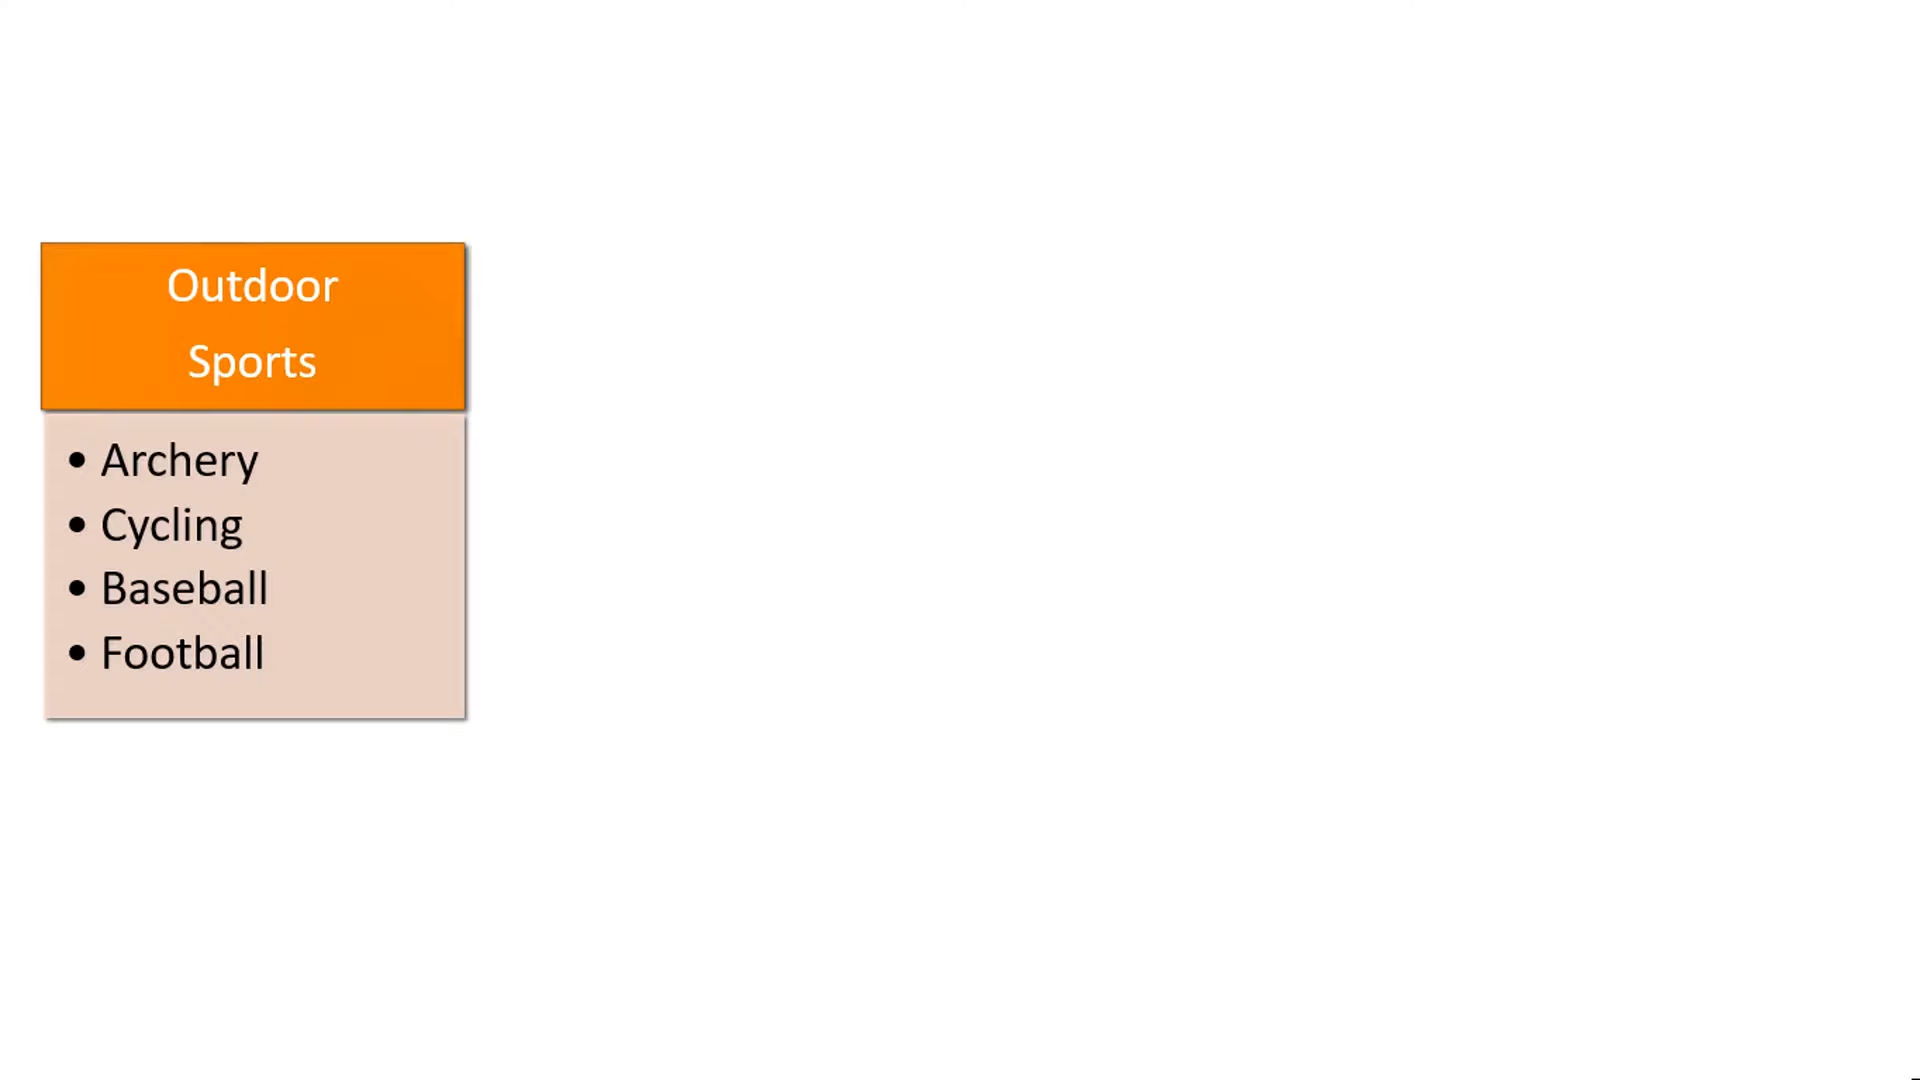 Outdoor
Sports
• Archery
• Cycling
• Baseball
• Football